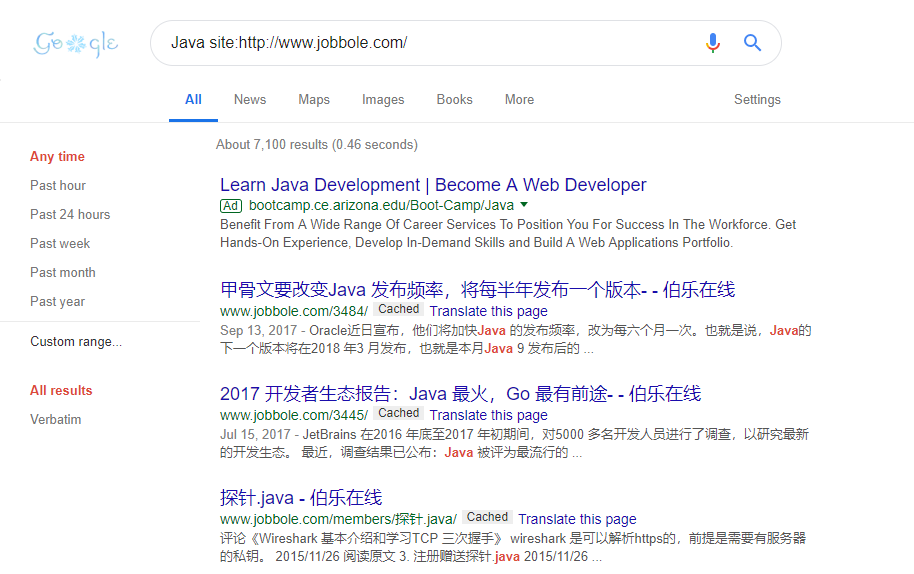 Google
Java site:http://www.jobbole.com/
All News Maps Images Books More Settings
About 7,100 results (0.46 seconds)
Any time
Past hour
Past 24 hours
Past week
Past month
Past year
Custom range...
All results
Verbatim
Learn Java Development | Become A Web Developer
Ad bootcamp.ce.arizona.edu/Boot-Camp/Java
Benefit From A Wide Range Of Career Services To Position You For Success In The Workforce. Get
Hands-On Experience, Develop In-Demand Skills and Build A Web Applications Portfolio.
甲骨文要改变Java 发布频率，将每半年发布一个版本- - 伯乐在线
www.jobbole.com/3484/ Cached Translate this page
Sep 13, 2017 - Oracle近日宣布，他们将加快Java 的发布频率，改为每六个月一次。也就是说，Java的
下一个版本将在2018 年3 月发布，也就是本月Java 9 发布后的 ...
2017 开发者生态报告：Java 最火，Go 最有前途- - 伯乐在线
www.jobbole.com/3445/ Cached Translate this page
Jul 15, 2017 - JetBrains 在2016 年底至2017 年初期间，对5000 多名开发人员进行了调查，以研究最新
的开发生态。 最近，调查结果已公布：Java 被评为最流行的 ...
探针.java - 伯乐在线
www.jobbole.com/members/探针.java/ Cached Translate this page
评论《Wireshark 基本介绍和学习TCP 三次握手》 wireshark 是可以解析https的，前提是需要有服务器
的私钥。 2015/11/26 阅读原文 3. 注册赠送探针.java 2015/11/26 ...